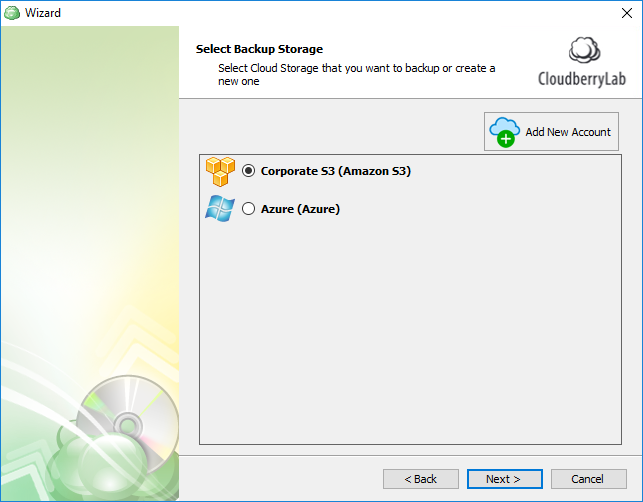 Wizard
Select Backup Storage
Select Cloud Storage that you want to backup or create a
new one
CloudberryLab
Add New Account
Corporate S3 (Amazon S3)
Azure (Azure)
< Back
Next >
Cancel